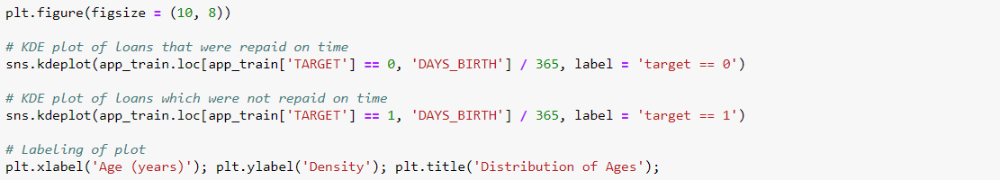 plt.figure(figsize = (10, 8))
# KDE plot of loans that were repaid on time
sns.kdeplot(app_train.loc[app_train['TARGET'] == 0, 'DAYS_BIRTH'] / 365, label = 'target == 0')
# KDE plot of loans which were not repaid on time
sns.kdeplot(app_train.loc[app_train['TARGET'] == 1, 'DAYS_BIRTH'] / 365, label = 'target == 1')
# Labeling of plot
plt.xlabel('Age (years)'); plt.ylabel('Density'); plt.title('Distribution of Ages');